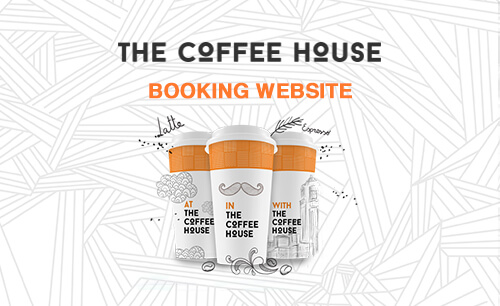 THE COFFEE HOUSE
BOOKING WEBSITE
Latte
Espresso
AT
THE
COFFEE
HOUSE
IN
THE
COFFEE
HOUSE
WITH
THE
COFFEE
HOUSE